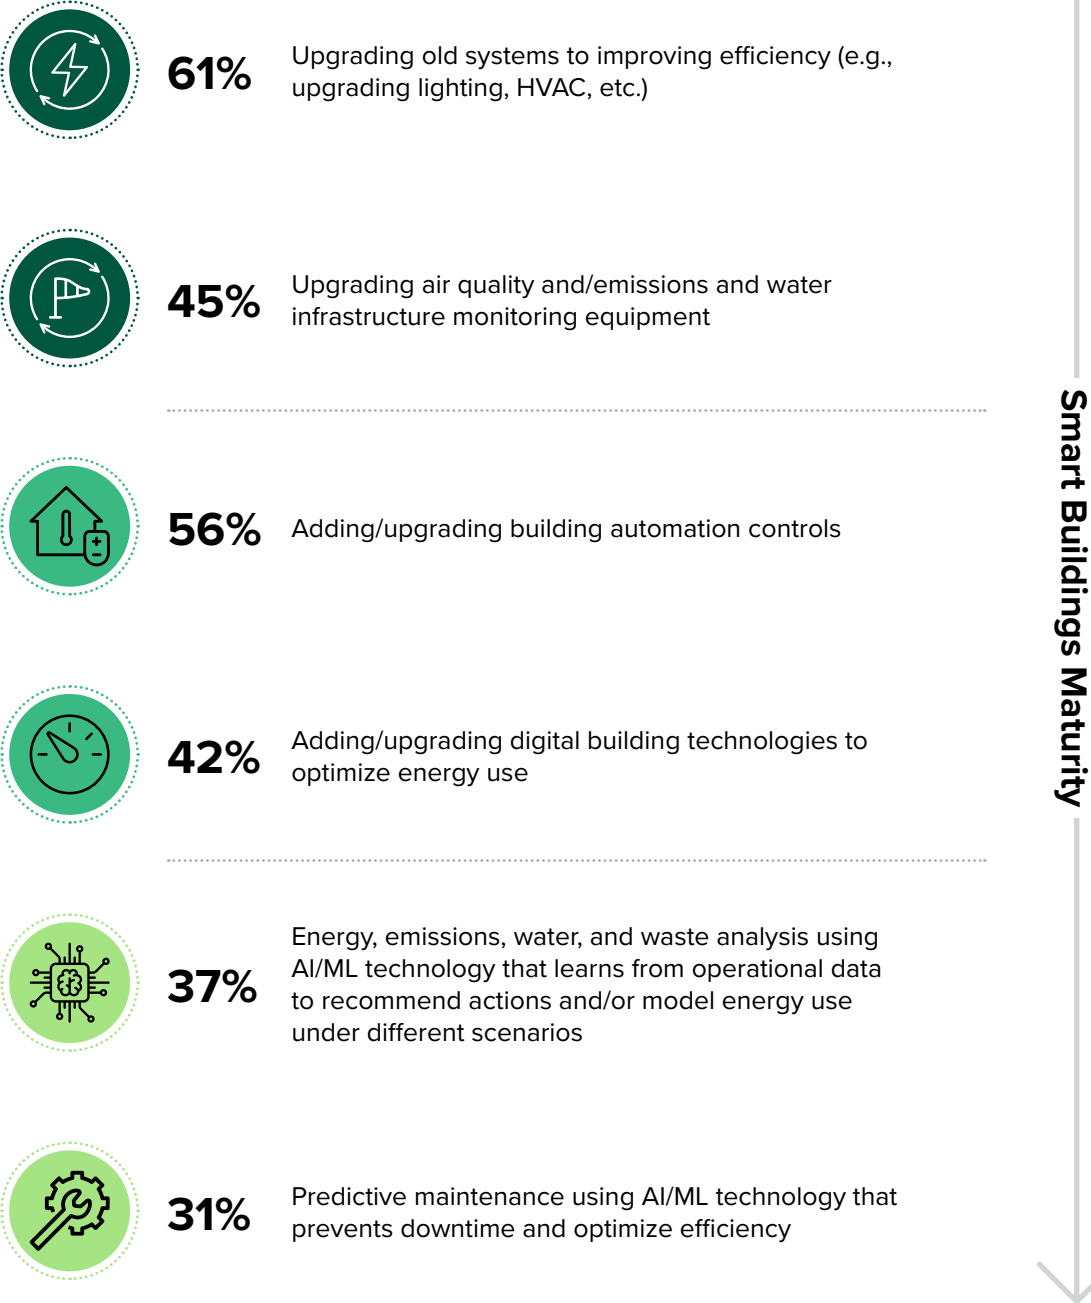 61%
Upgrading old systems to improving efficiency (e.g.,
upgrading lighting, HVAC, etc.)
45%
Upgrading air quality and/emissions and water
infrastructure monitoring equipment
56%
Adding/upgrading building automation controls
42%
Adding/upgrading digital building technologies to
optimize energy use
37%
Energy, emissions, water, and waste analysis using
AI/ML technology that learns from operational data
to recommend actions and/or model energy use
under different scenarios
31%
Predictive maintenance using AI/ML technology that
prevents downtime and optimize efficiency
Smart Buildings Maturity